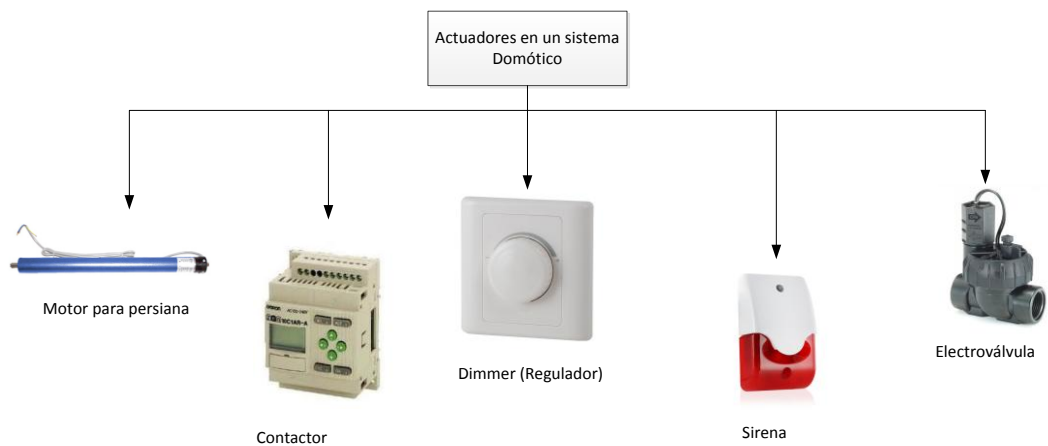 Actuadores en un sistema
Domótico
Motor para persiana
Contactor
Dimmer (Regulador)
Sirena
Electroválvula